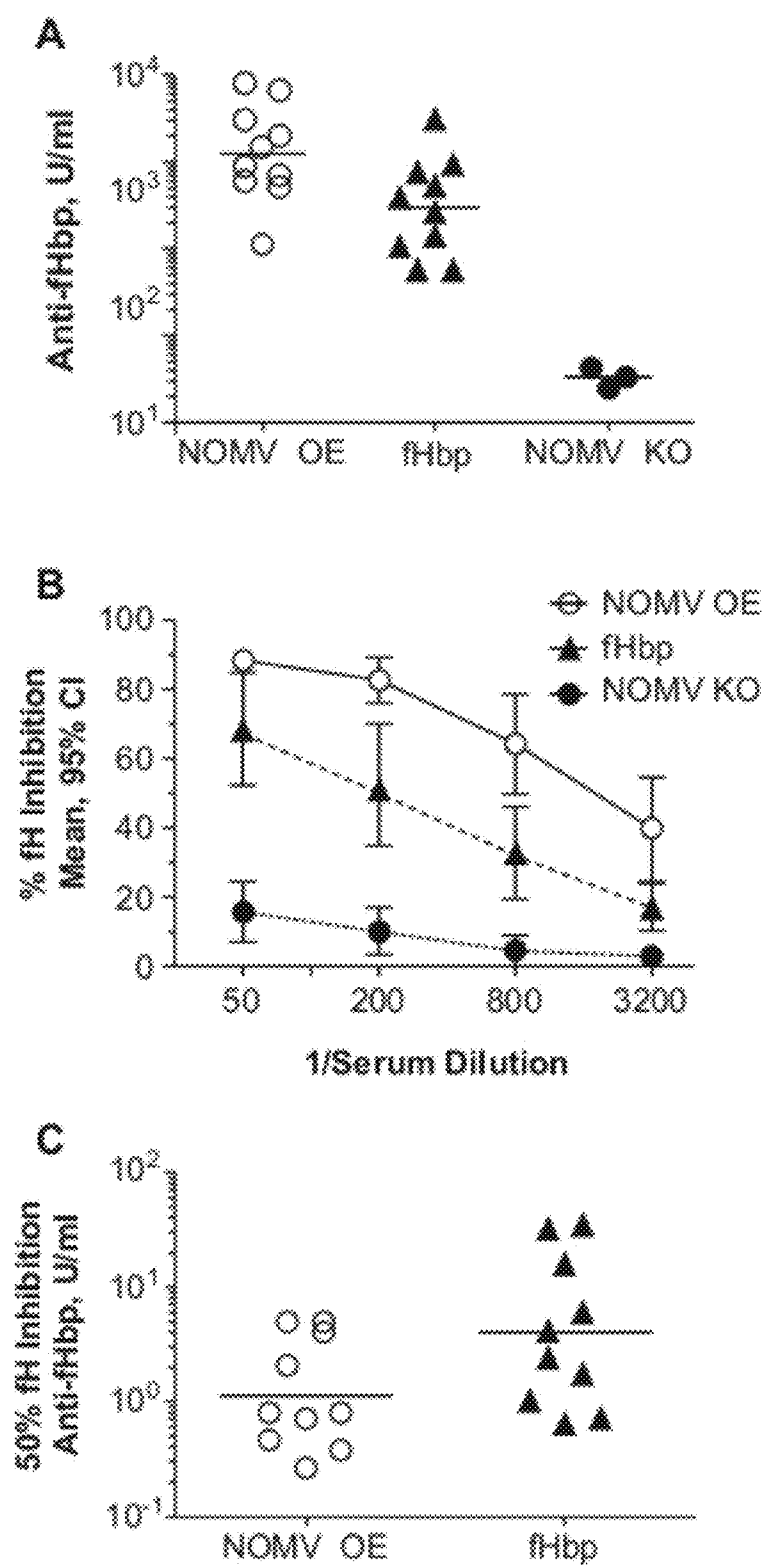 A
Anti-fHbp, U/ml
10⁴
10³
10²
10¹
NOMV OE fHbp NOMV KO
B
% fH Inhibition
Mean, 95% CI
100
80
60
40
20
0
NOMV OE
fHbp
NOMV KO
50 200 800 3200
1/Serum Dilution
C
50% fH Inhibition
Anti-fHbp, U/ml
10²
10¹
10⁰
10⁻¹
NOMV OE fHbp